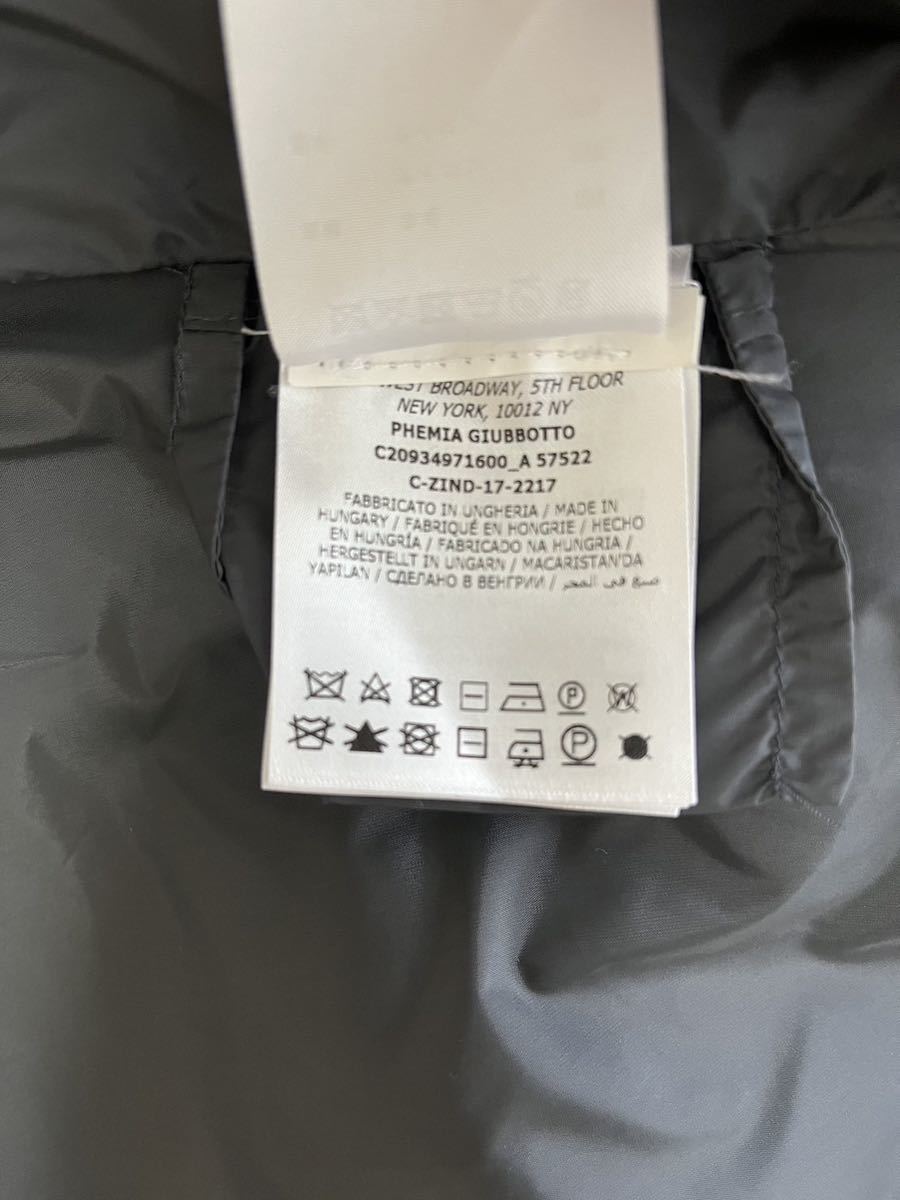 WEST BROADWAY, 5TH FLOOR
NEW YORK, 10012 NY
PHEMIA GIUBBOTTO
C20934971600_A 57522
C-ZIND-17-2217
FABBRICATO IN UNGHERIA / MADE IN
HUNGARY / FABRIQUÉ EN HONGRIE / HECHO
EN HUNGRÍA / FABRICADO NA HUNGRIA /
HERGESTELLT IN UNGARN / MACARISTAN'DA
YAPILAN / СДЕЛАНО В ВЕНГРИИ / صنع في المجر
P W
P